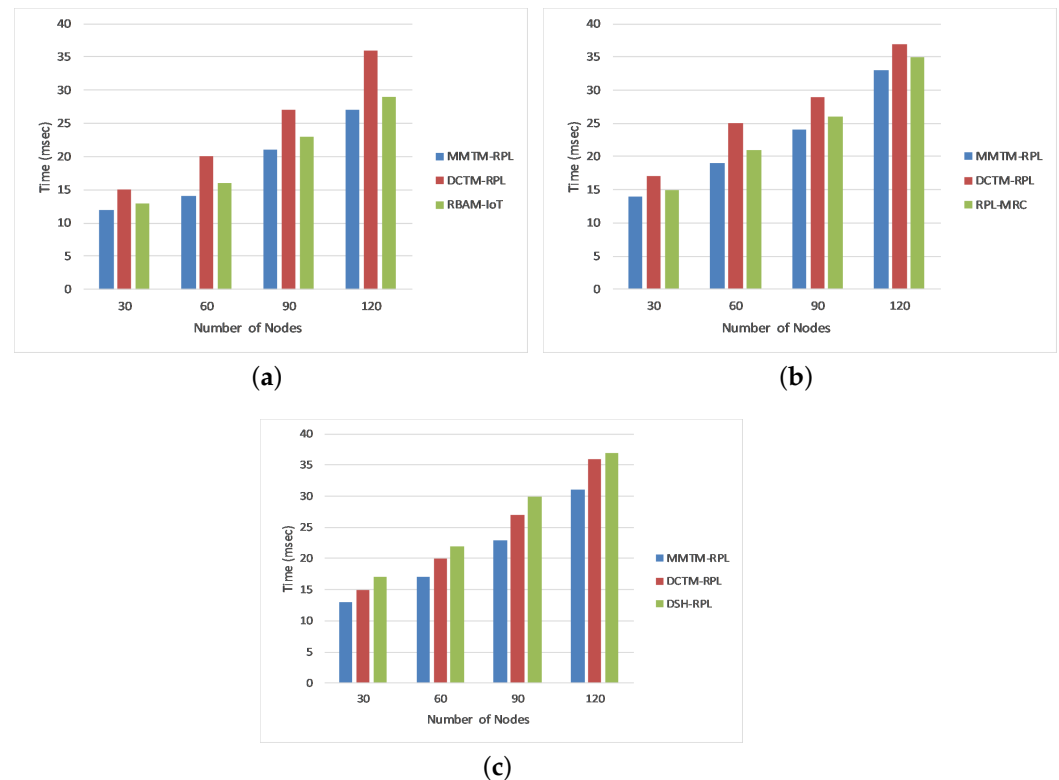 40
35
30
25
20
15
10
5
0
Time (msec)
30 60 90 120
Number of Nodes
MMTM-RPL
DCTM-RPL
RBAM-IoT
(a)
40
35
30
25
20
15
10
5
0
Time (msec)
30 60 90 120
Number of Nodes
MMTM-RPL
DCTM-RPL
RPL-MRC
(b)
40
35
30
25
20
15
10
5
0
Time (msec)
30 60 90 120
Number of Nodes
MMTM-RPL
DCTM-RPL
DSH-RPL
(c)